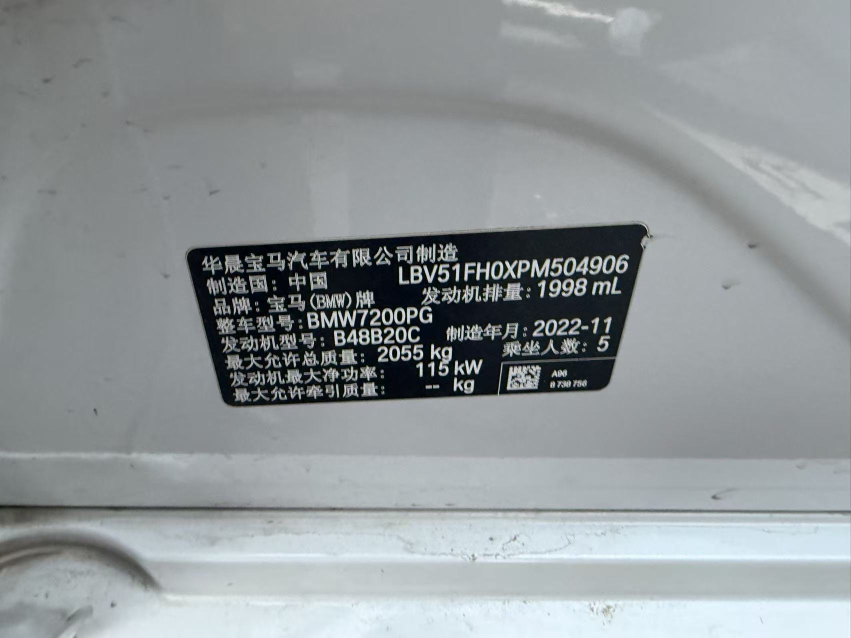 华晨宝马汽车有限公司制造
制造国: 中国 LBV51FH0XPM504906
品牌: 宝马(BMW)牌 发动机排量: 1998 mL
整车型号: BMW7200PG
发动机型号: B48B20C 制造年月: 2022-11
最大允许总质量: 2055 kg 乘坐人数: 5
发动机最大净功率: 115 kW
最大允许牵引质量: -- kg
A96
8 738 756